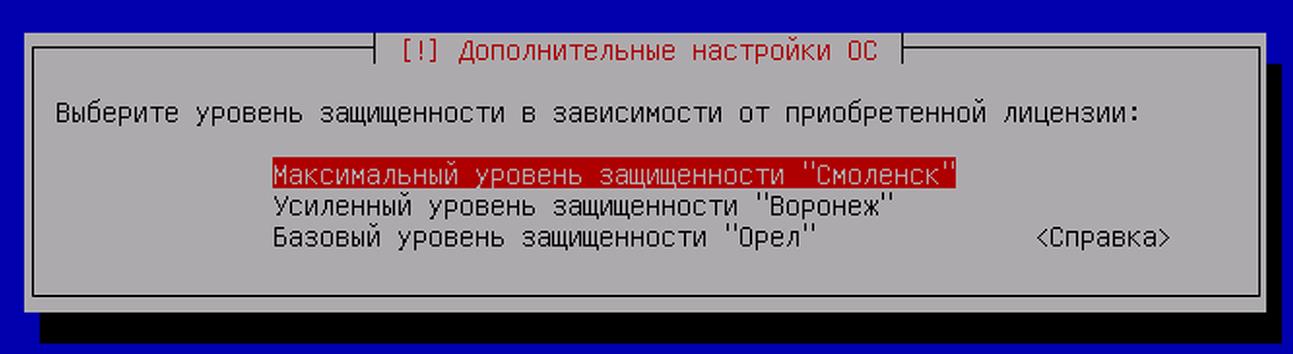 [!] Дополнительные настройки ОС
Выберите уровень защищенности в зависимости от приобретенной лицензии:
Максимальный уровень защищенности "Смоленск"
Усиленный уровень защищенности "Воронеж"
Базовый уровень защищенности "Орел"
<Справка>